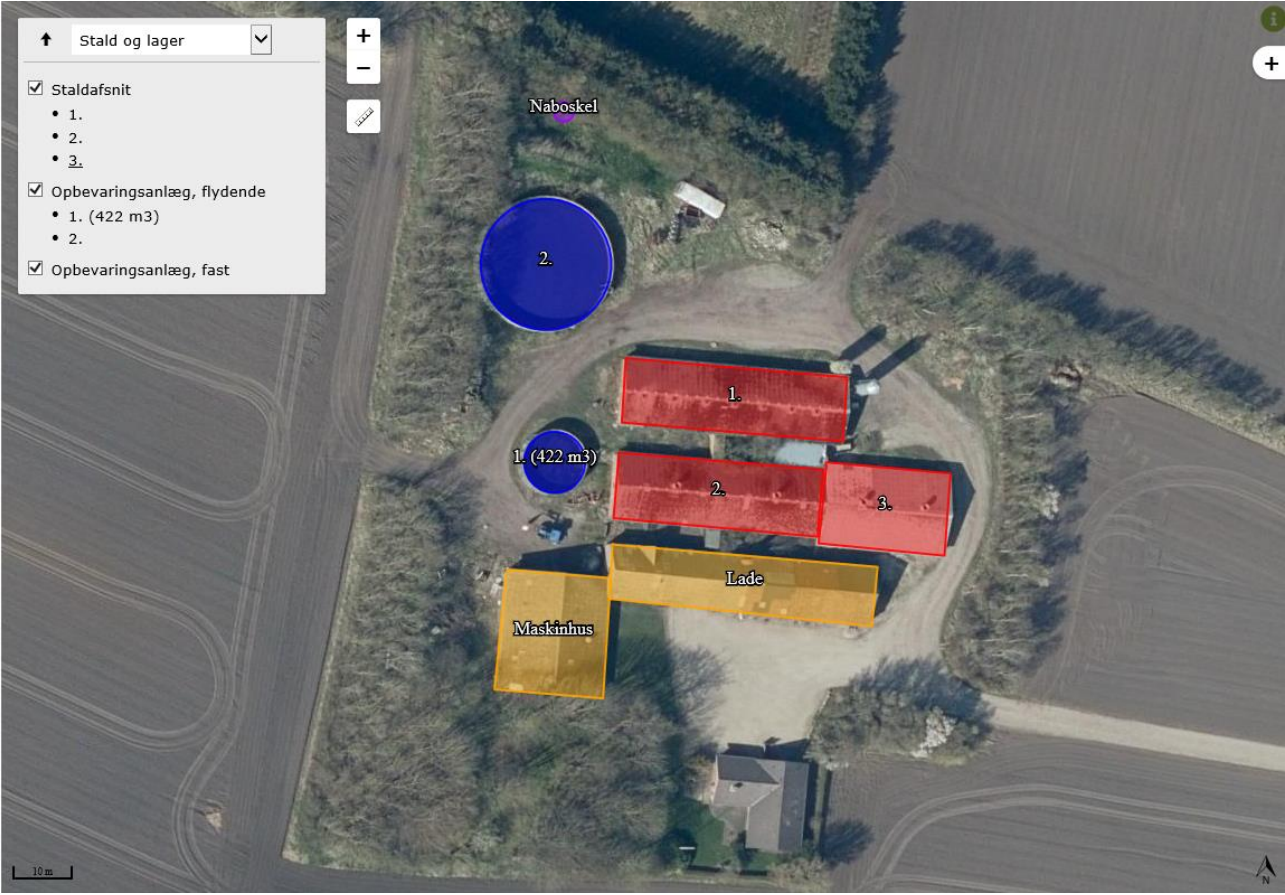 Stald og lager
Staldafsnit
• 1.
• 2.
• 3.
Opbevaringsanlæg, flydende
• 1. (422 m3)
• 2.
Opbevaringsanlæg, fast
+
−
i
+
Naboskel
2.
1.
1. (422 m3)
2.
3.
Lade
Maskinhus
10 m
N